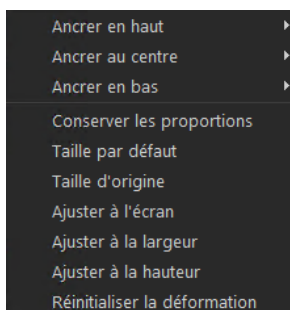 Ancrer en haut
Ancrer au centre
Ancrer en bas
Conserver les proportions
Taille par défaut
Taille d'origine
Ajuster à l'écran
Ajuster à la largeur
Ajuster à la hauteur
Réinitialiser la déformation